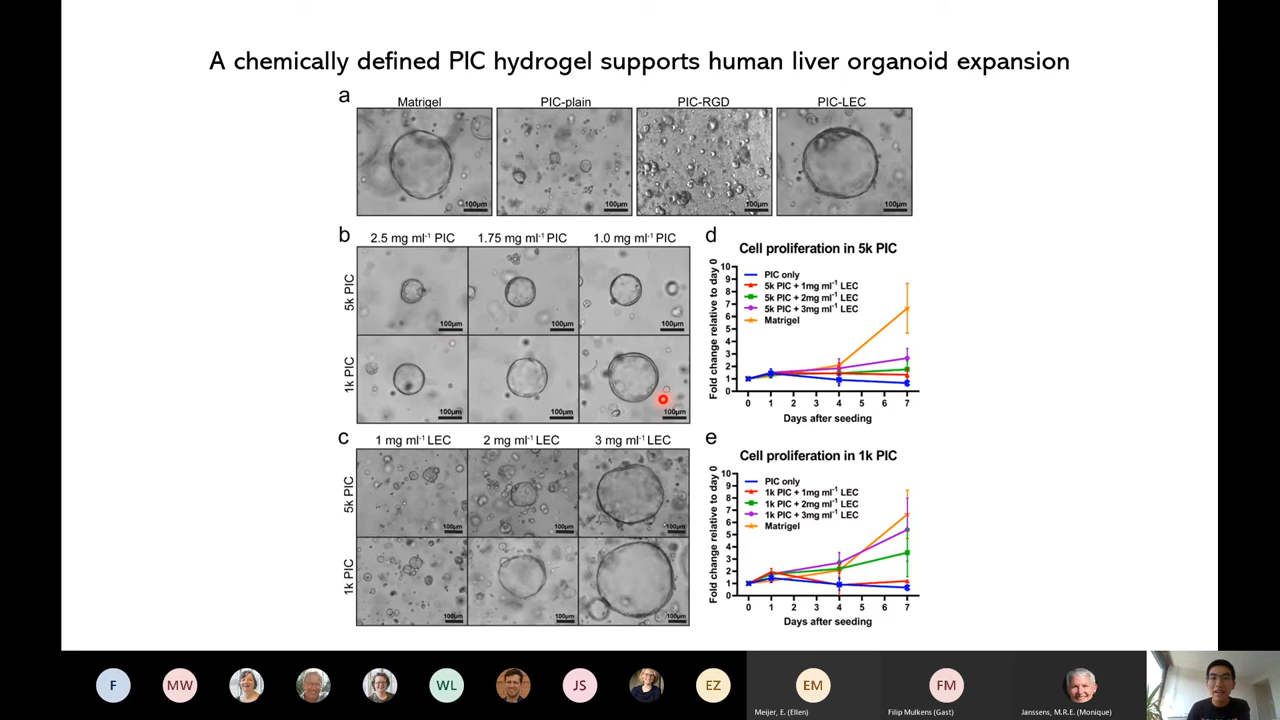 A chemically defined PIC hydrogel supports human liver organoid expansion
a
Matrigel
PIC-plain
PIC-RGD
PIC-LEC
100µm
100µm
100µm
100µm
b
2.5 mg ml⁻¹ PIC
1.75 mg ml⁻¹ PIC
1.0 mg ml⁻¹ PIC
5k PIC
100µm
100µm
100µm
1k PIC
100µm
100µm
100µm
c
1 mg ml⁻¹ LEC
2 mg ml⁻¹ LEC
3 mg ml⁻¹ LEC
5k PIC
100µm
100µm
100µm
1k PIC
100µm
100µm
100µm
d
Cell proliferation in 5k PIC
Fold change relative to day 0
10
9
8
7
6
5
4
3
2
1
0
PIC only
5k PIC + 1mg ml⁻¹ LEC
5k PIC + 2mg ml⁻¹ LEC
5k PIC + 3mg ml⁻¹ LEC
Matrigel
0 1 2 3 4 5 6 7
Days after seeding
e
Cell proliferation in 1k PIC
Fold change relative to day 0
10
9
8
7
6
5
4
3
2
1
0
PIC only
1k PIC + 1mg ml⁻¹ LEC
1k PIC + 2mg ml⁻¹ LEC
1k PIC + 3mg ml⁻¹ LEC
Matrigel
0 1 2 3 4 5 6 7
Days after seeding
F
MW
WL
JS
EZ
EM
FM
Meijer, E. (Ellen)
Filip Mulkens (Gast)
Janssens, M.R.E. (Monique)